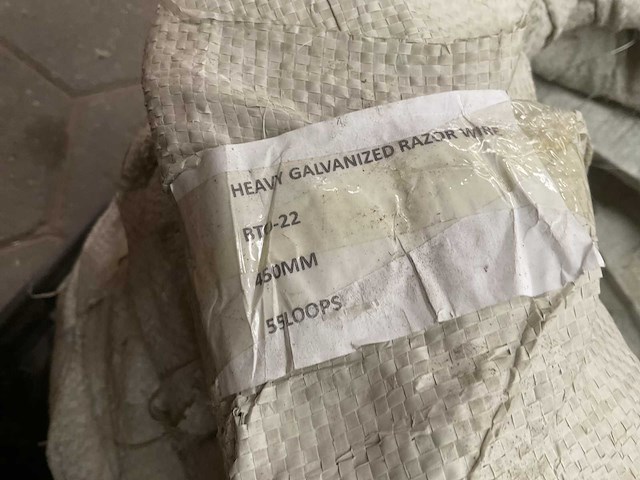 HEAVY GALVANIZED RAZOR WIRE
BTO-22
450MM
55LOOPS